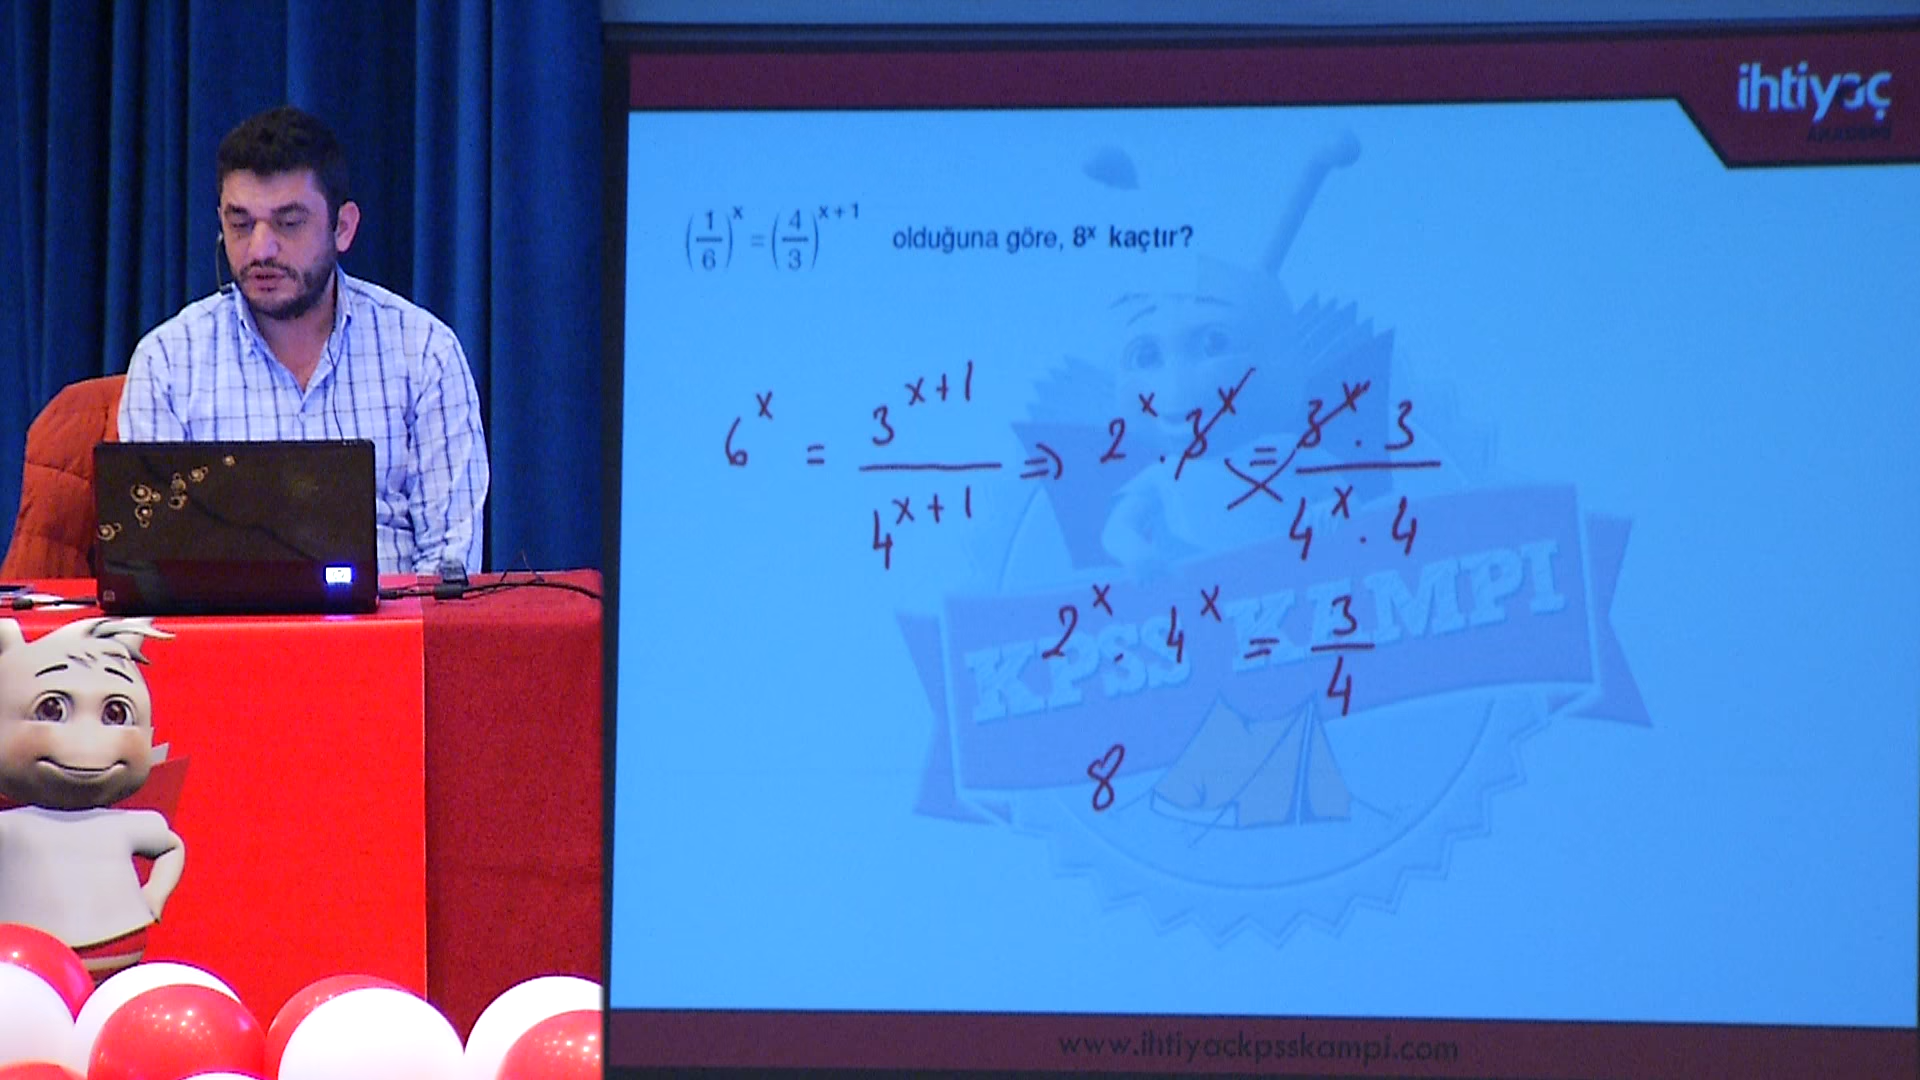 ihtiyaç
AKADEMİ
(1/6)^x = (4/3)^(x+1) olduğuna göre, 8^x kaçtır?
6^x = 3^(x+1) / 4^(x+1) ⇒ 2^x . 3^x = 3^x . 3 / 4^x . 4
2^x . 4^x = 3/4
KPSS KAMPI
8
www.ihtiyackpsskampi.com